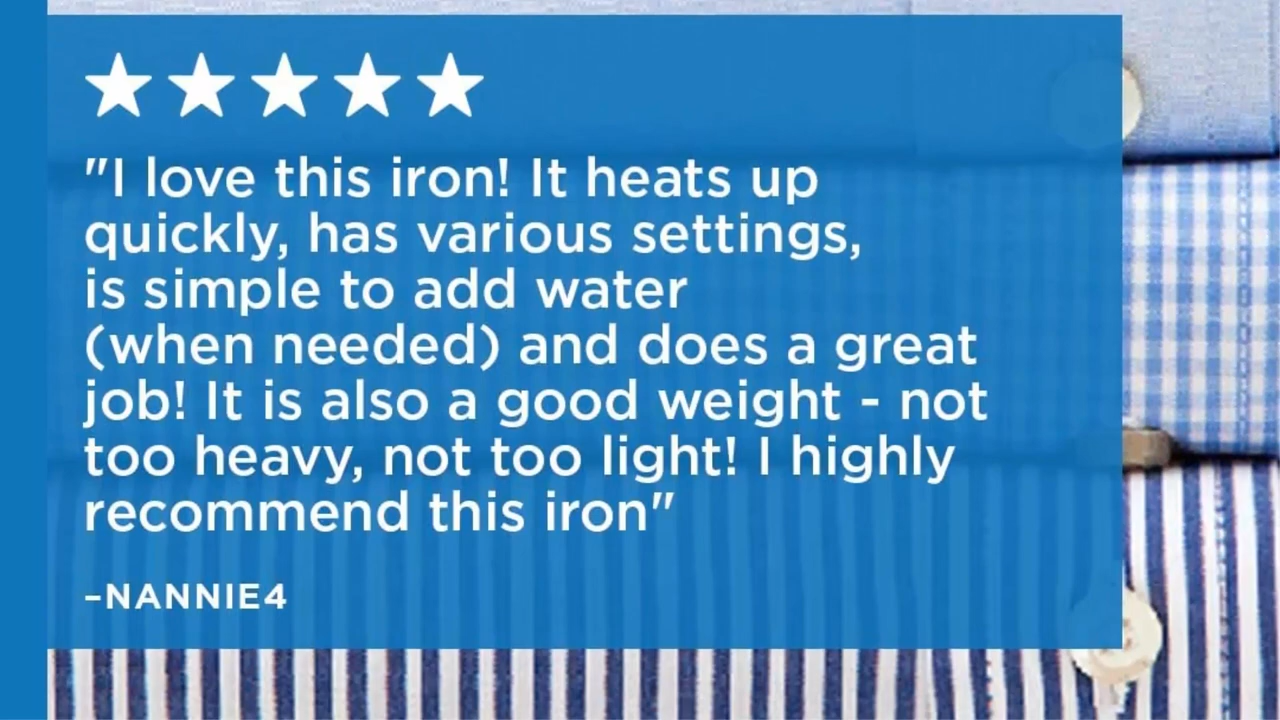 "I love this iron! It heats up
quickly, has various settings,
is simple to add water
(when needed) and does a great
job! It is also a good weight - not
too heavy, not too light! I highly
recommend this iron"
–NANNIE4